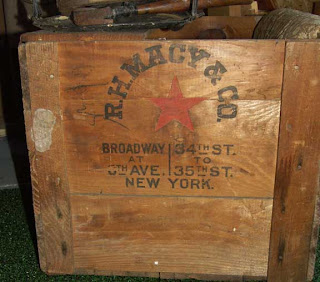 R.H. MACY & CO.
BROADWAY 34TH ST.
AT TO
6TH AVE. 35TH ST.
NEW YORK.